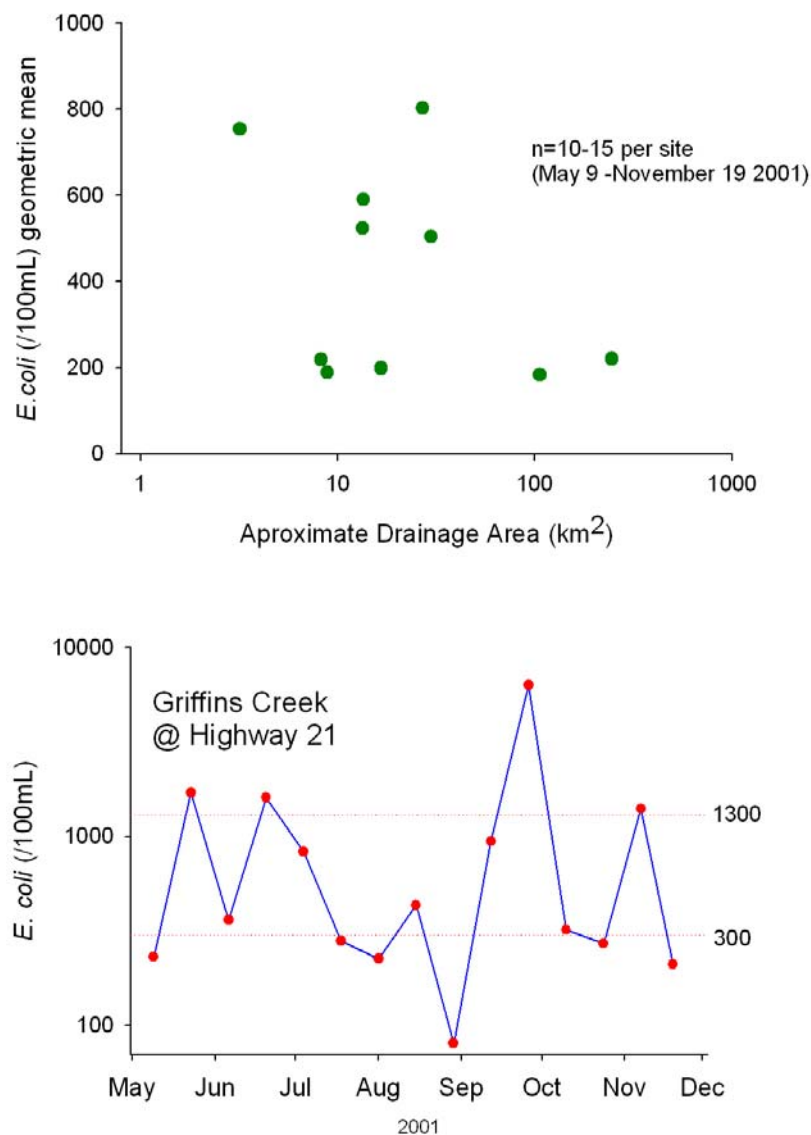 1000
800
600
400
200
0
E.coli (/100mL) geometric mean
n=10-15 per site
(May 9 -November 19 2001)
1 10 100 1000
Aproximate Drainage Area (km2)
10000
1000
100
E. coli (/100mL)
Griffins Creek
@ Highway 21
1300
300
May Jun Jul Aug Sep Oct Nov Dec
2001